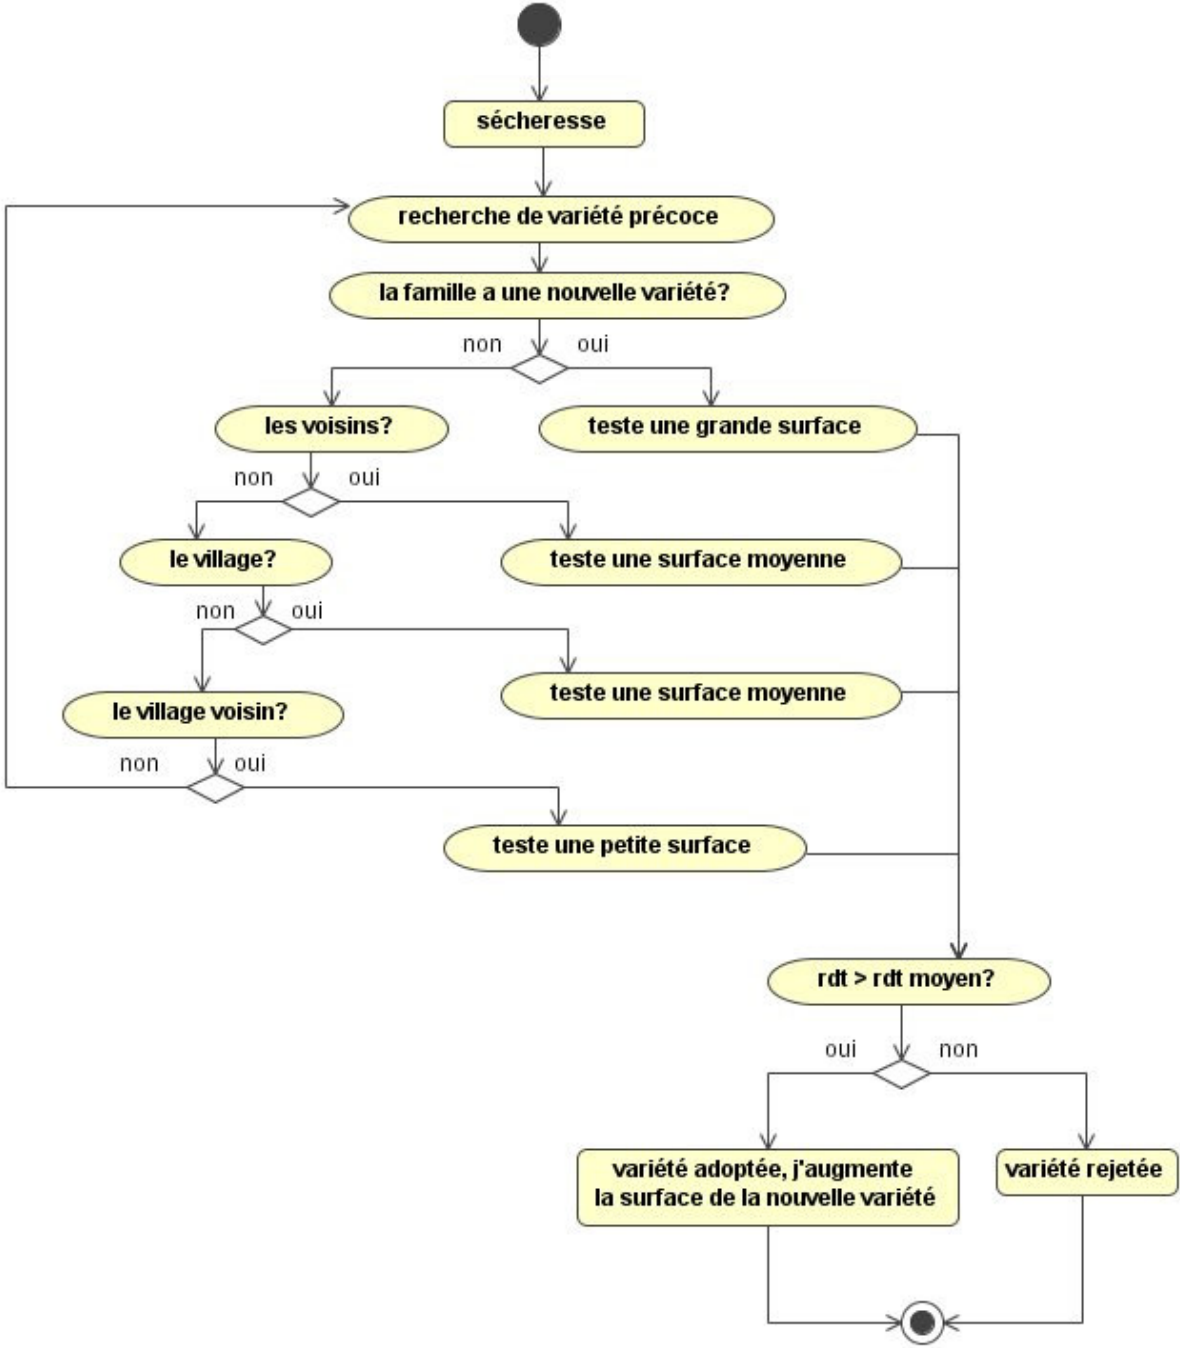 sécheresse
recherche de variété précoce
la famille a une nouvelle variété?
non
oui
les voisins?
teste une grande surface
non
oui
le village?
teste une surface moyenne
non
oui
teste une surface moyenne
le village voisin?
non
oui
teste une petite surface
rdt > rdt moyen?
oui
non
variété adoptée, j'augmente
la surface de la nouvelle variété
variété rejetée